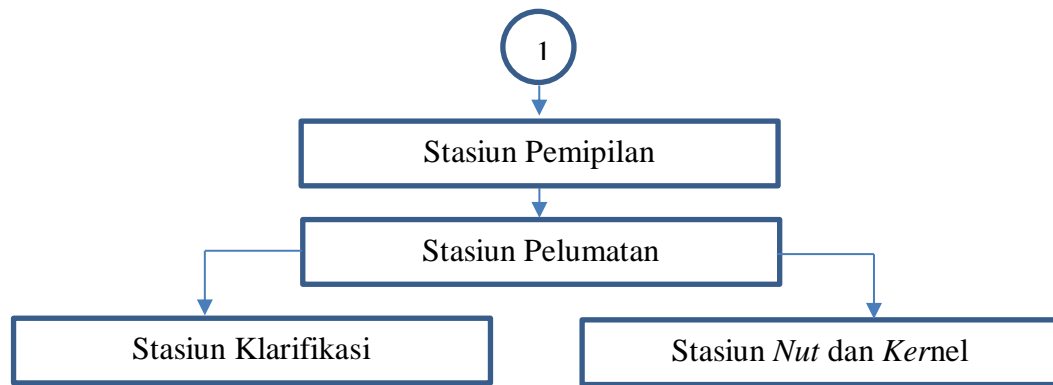 1
Stasiun Pemipilan
Stasiun Pelumatan
Stasiun Klarifikasi
Stasiun Nut dan Kernel